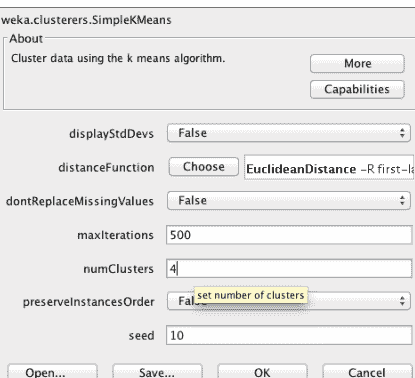 weka.clusterers.SimpleKMeans
About
Cluster data using the k means algorithm.
More
Capabilities
displayStdDevs False
distanceFunction Choose EuclideanDistance -R first-la
dontReplaceMissingValues False
maxIterations 500
numClusters 4
set number of clusters
preserveInstancesOrder Fal
seed 10
Open... Save... OK Cancel